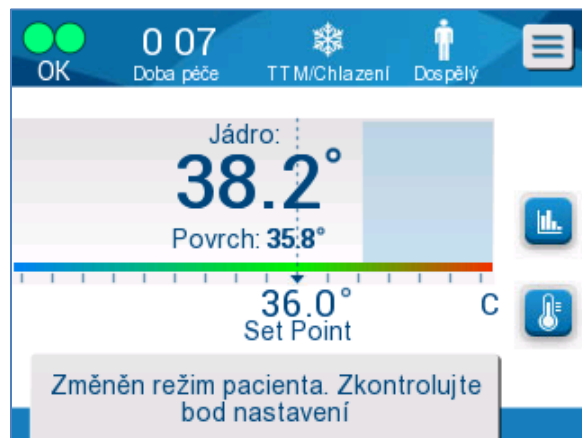 OK
0 07
Doba péče
TTM/Chlazení
Dospělý
Jádro:
38.2°
Povrch: 35.8°
36.0°
C
Set Point
Změněn režim pacienta. Zkontrolujte
bod nastavení